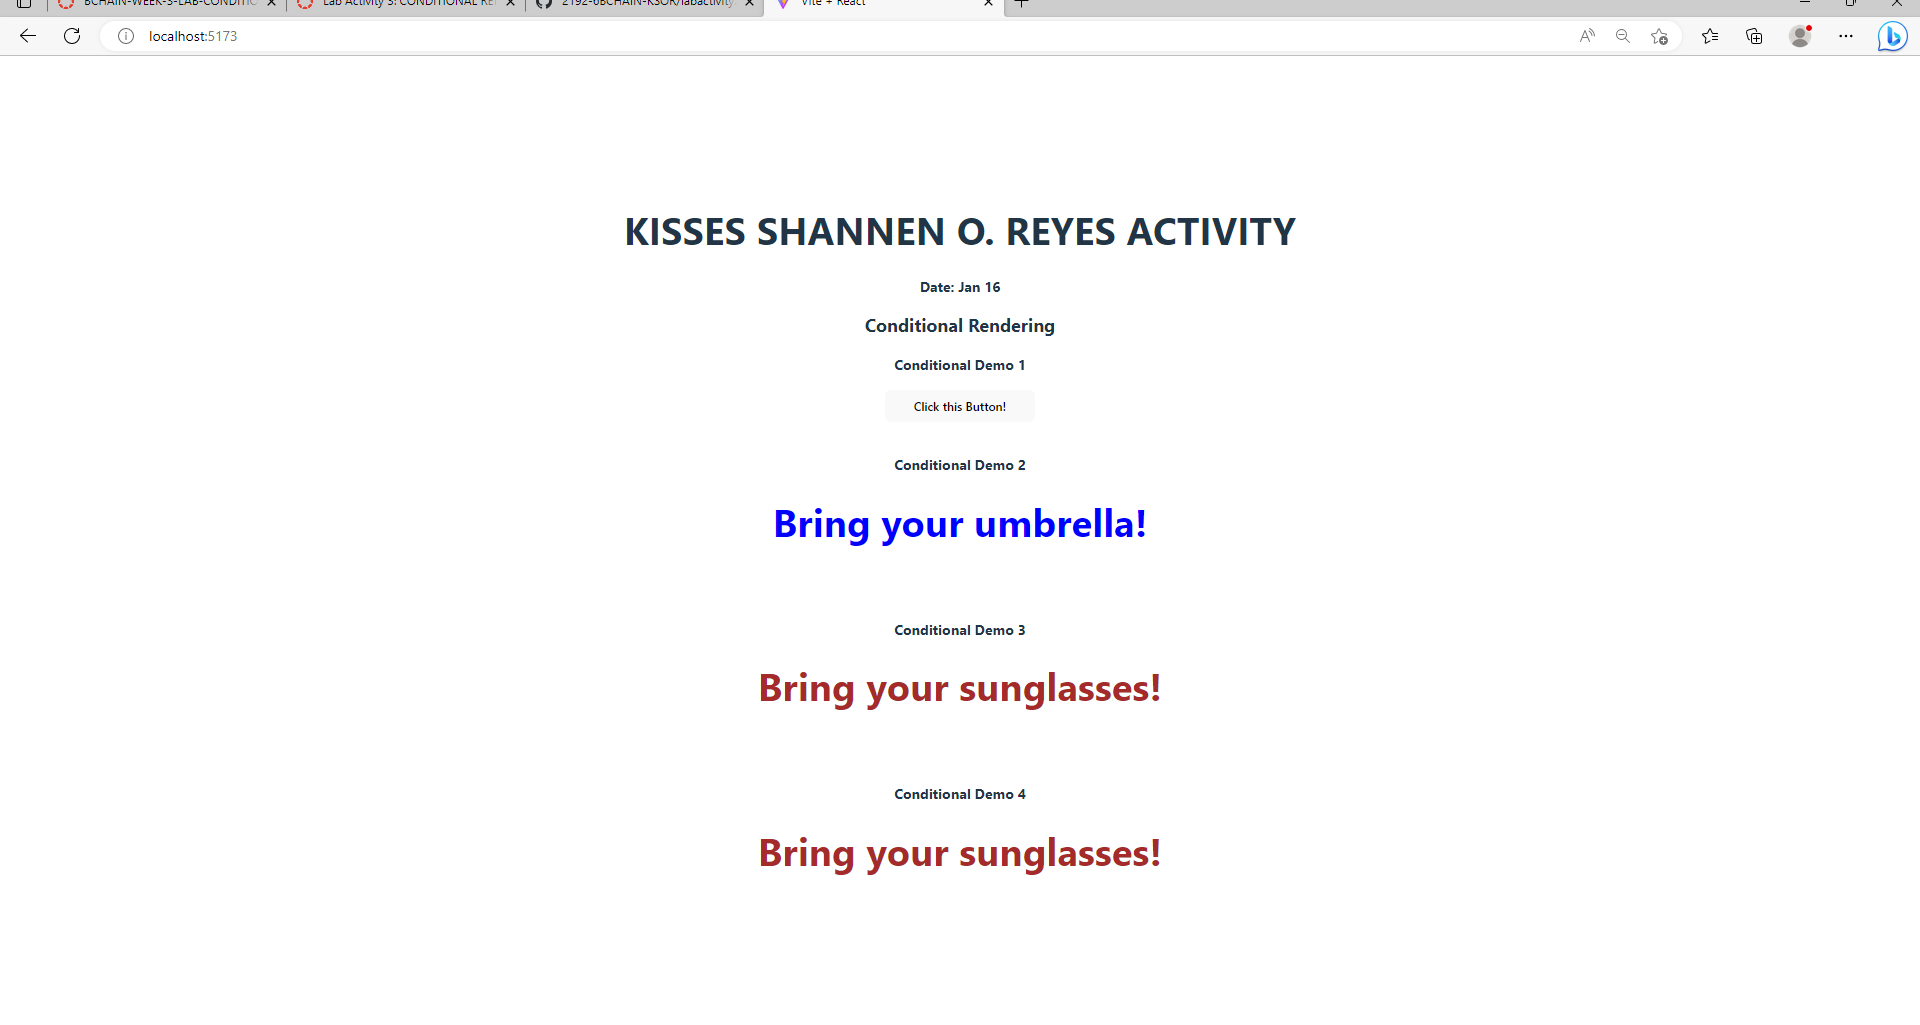 BCHAIN-WEEK-3-LAB-CONDITIO
Lab Activity 3: CONDITIONAL RE
2192-6BCHAIN-KSOR/labactivity
Vite + React
localhost:5173
KISSES SHANNEN O. REYES ACTIVITY
Date: Jan 16
Conditional Rendering
Conditional Demo 1
Click this Button!
Conditional Demo 2
Bring your umbrella!
Conditional Demo 3
Bring your sunglasses!
Conditional Demo 4
Bring your sunglasses!